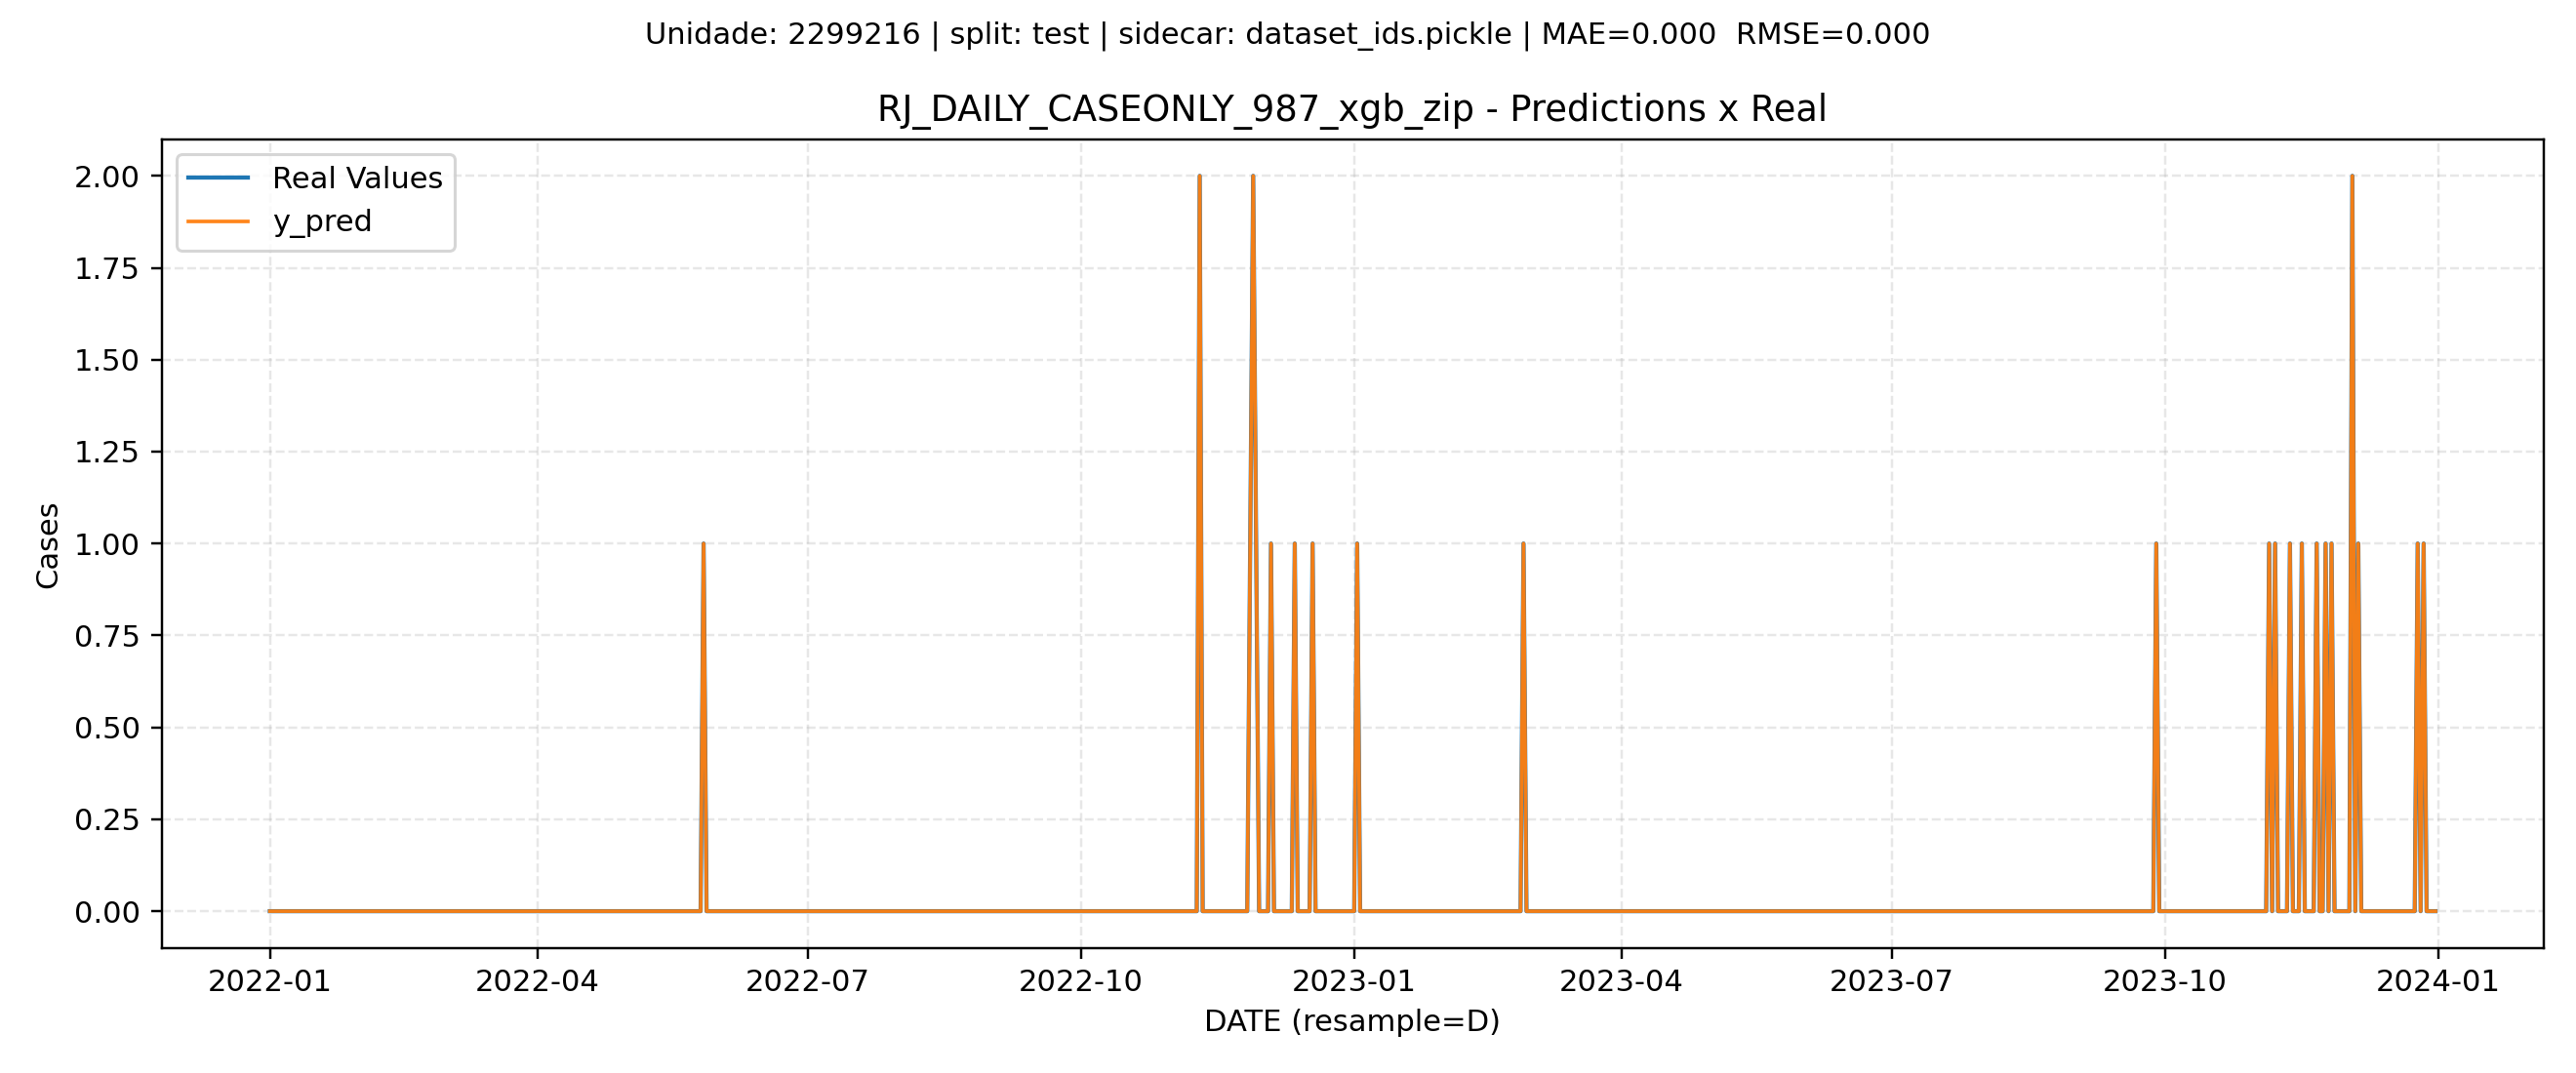 Unidade: 2299216 | split: test | sidecar: dataset_ids.pickle | MAE=0.000  RMSE=0.000
RJ_DAILY_CASEONLY_987_xgb_zip - Predictions x Real
Real Values
y_pred
2.00
1.75
1.50
1.25
1.00
0.75
0.50
0.25
0.00
Cases
2022-01 2022-04 2022-07 2022-10 2023-01 2023-04 2023-07 2023-10 2024-01
DATE (resample=D)